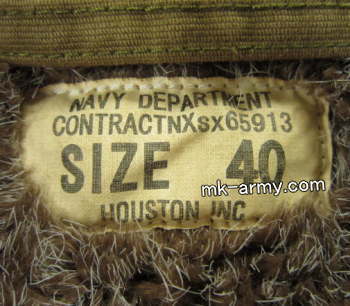 NAVY DEPARTMENT
CONTRACTNXsx65913
SIZE 40
mk-army.com
HOUSTON INC